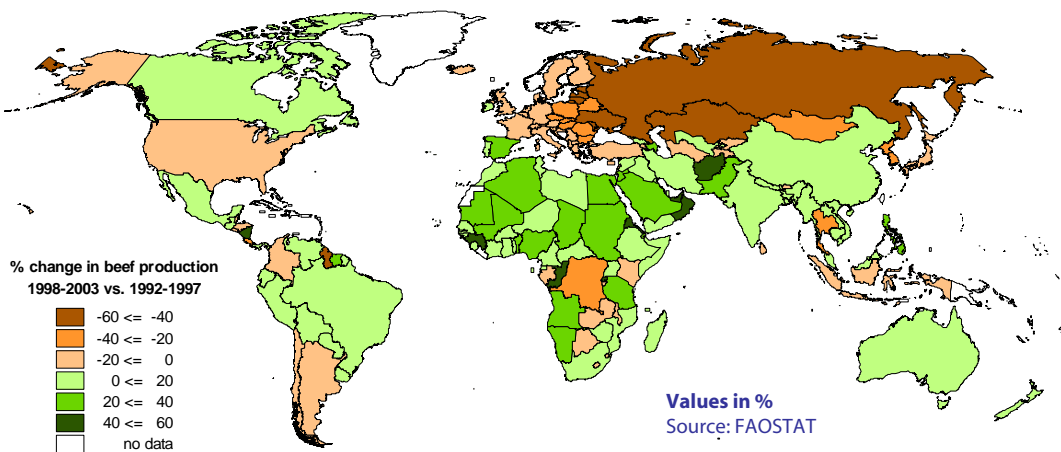 % change in beef production
1998-2003 vs. 1992-1997
-60 <= -40
-40 <= -20
-20 <= 0
0 <= 20
20 <= 40
40 <= 60
no data
Values in %
Source: FAOSTAT